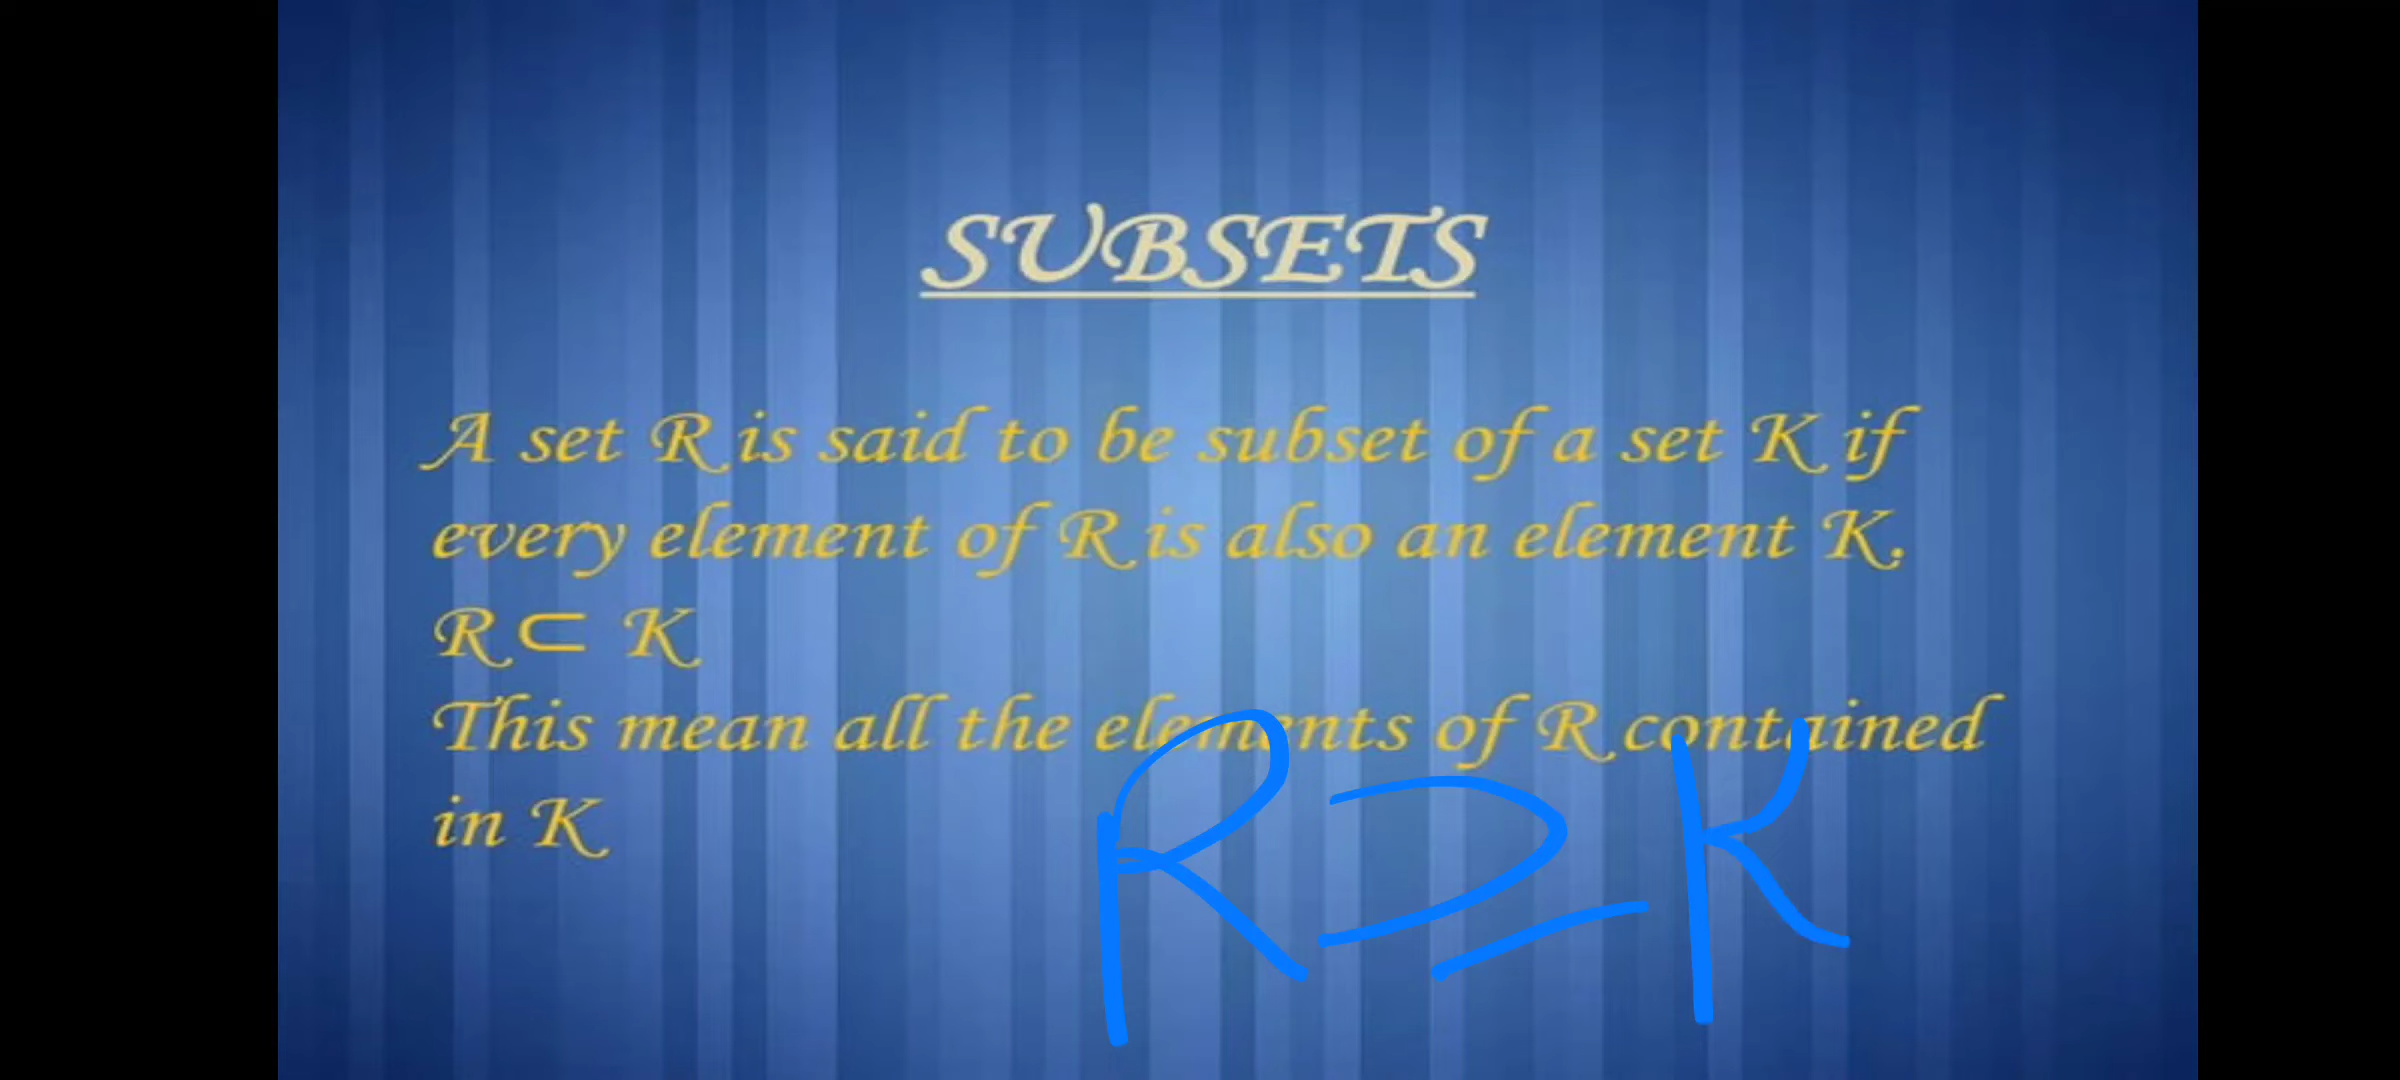 SUBSETS
A set R is said to be subset of a set K if
every element of R is also an element K.
R ⊂ K
This mean all the elements of R contained
in K
R ⊇ K